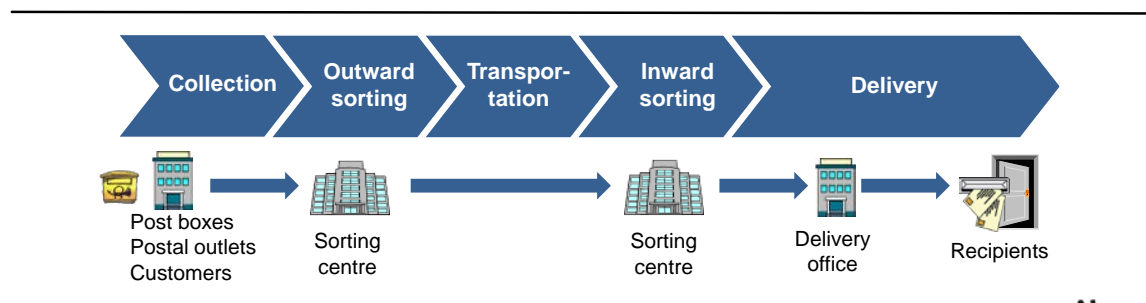 Collection
Outward
sorting
Transpor-
tation
Inward
sorting
Delivery
Post boxes
Postal outlets
Customers
Sorting
centre
Sorting
centre
Delivery
office
Recipients